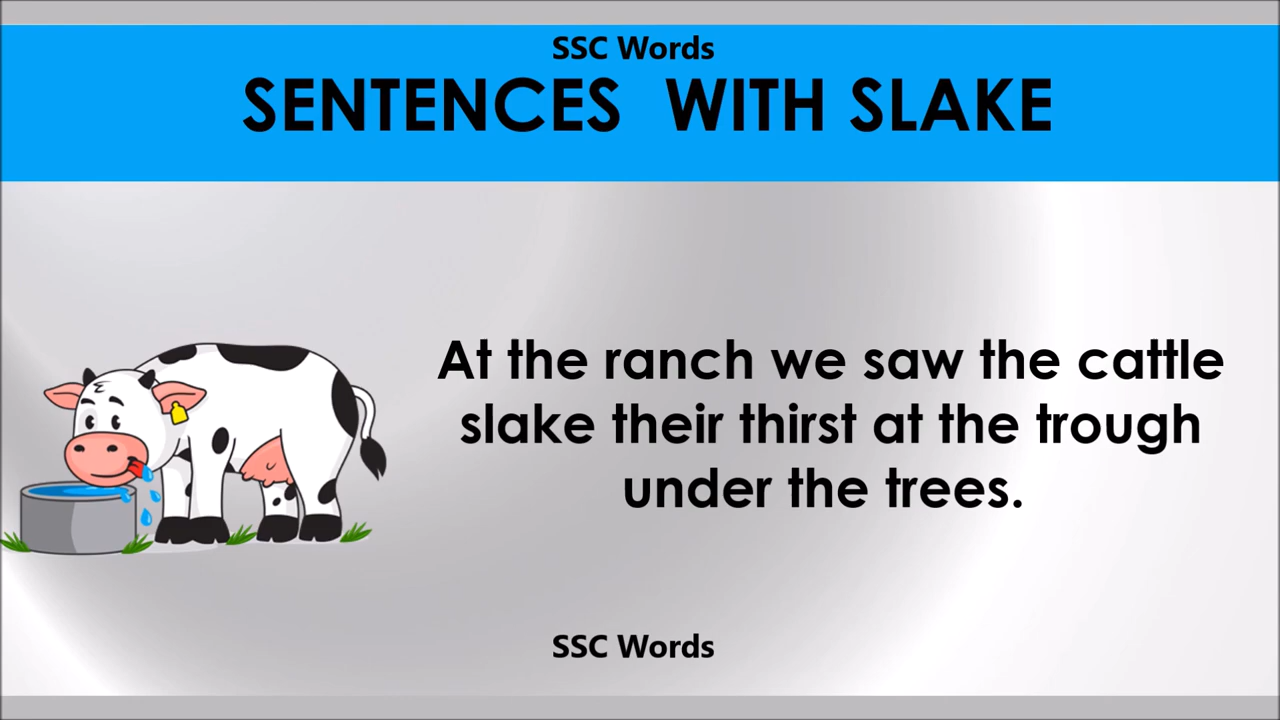 SSC Words
SENTENCES WITH SLAKE
At the ranch we saw the cattle
slake their thirst at the trough
under the trees.
SSC Words